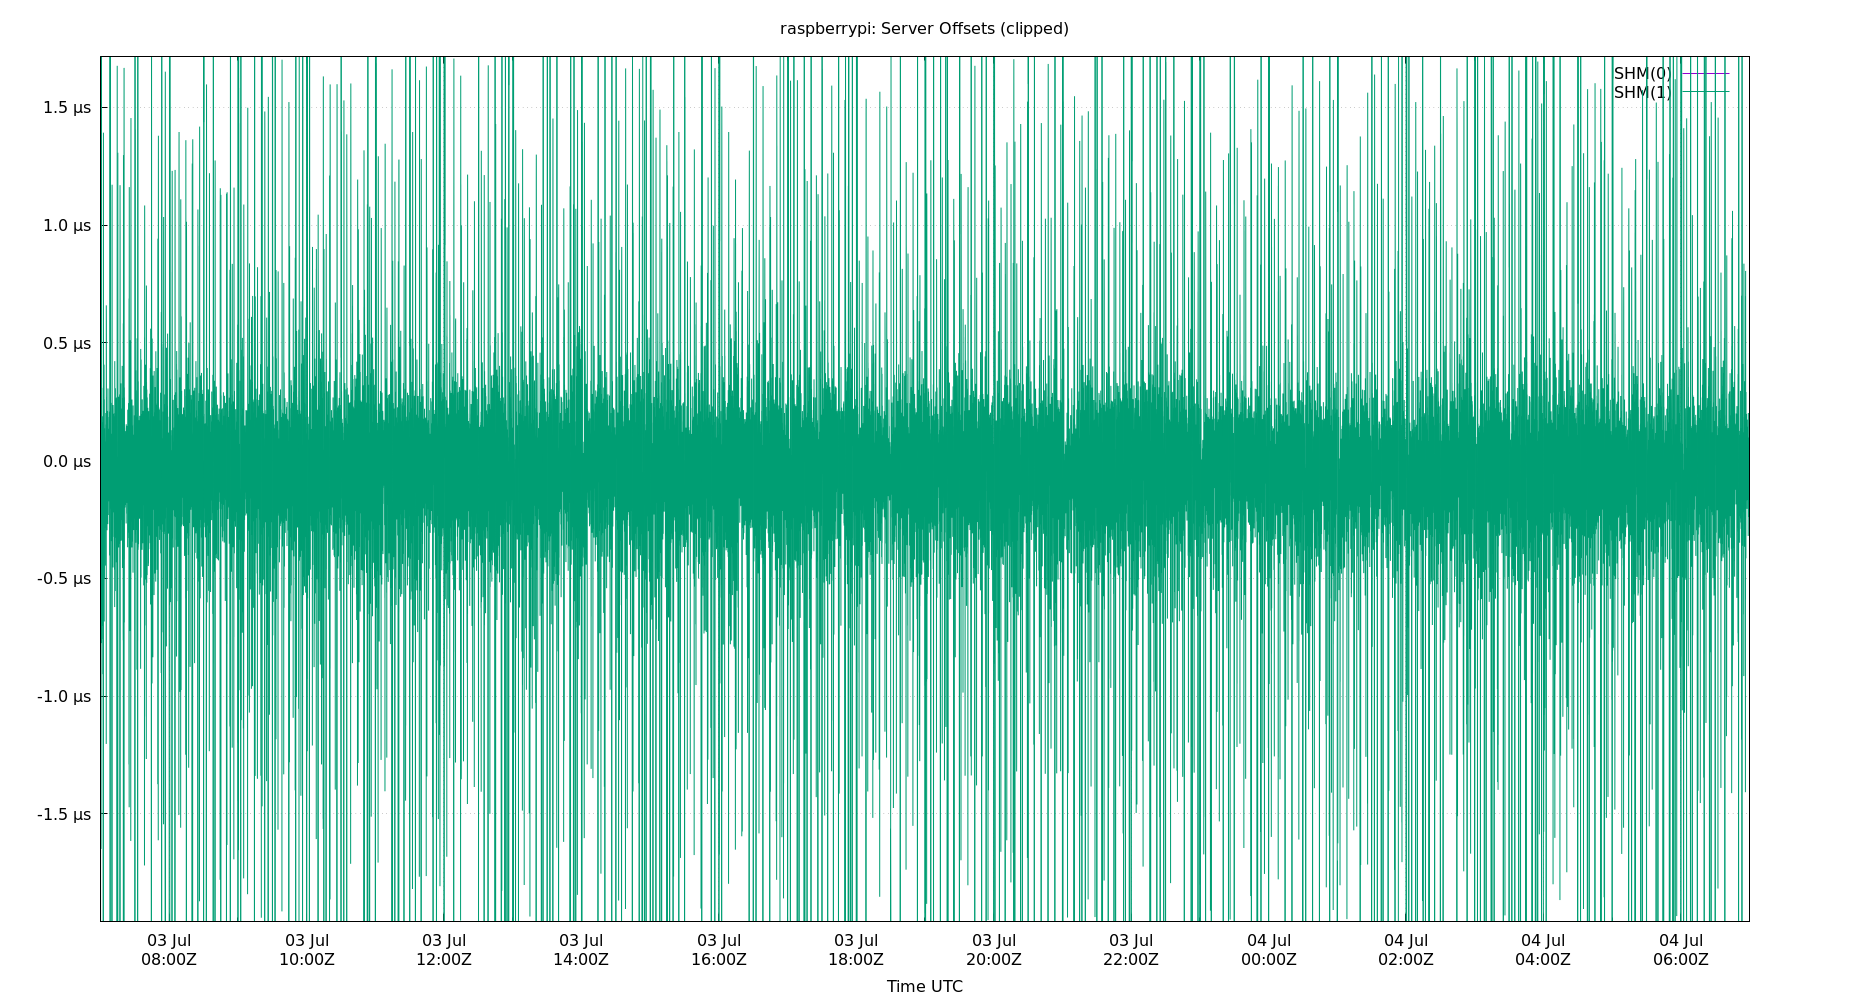 raspberrypi: Server Offsets (clipped)
SHM(0)
SHM(1)
1.5 μs
1.0 μs
0.5 μs
0.0 μs
-0.5 μs
-1.0 μs
-1.5 μs
03 Jul 03 Jul 03 Jul 03 Jul 03 Jul 03 Jul 03 Jul 03 Jul 04 Jul 04 Jul 04 Jul 04 Jul
08:00Z 10:00Z 12:00Z 14:00Z 16:00Z 18:00Z 20:00Z 22:00Z 00:00Z 02:00Z 04:00Z 06:00Z
Time UTC